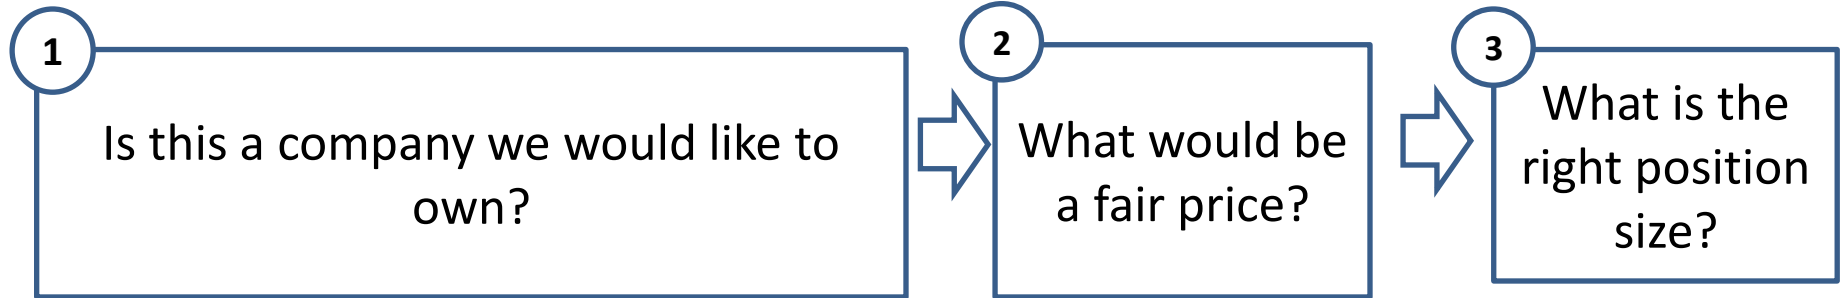 1
Is this a company we would like to
own?
2
What would be
a fair price?
3
What is the
right position
size?